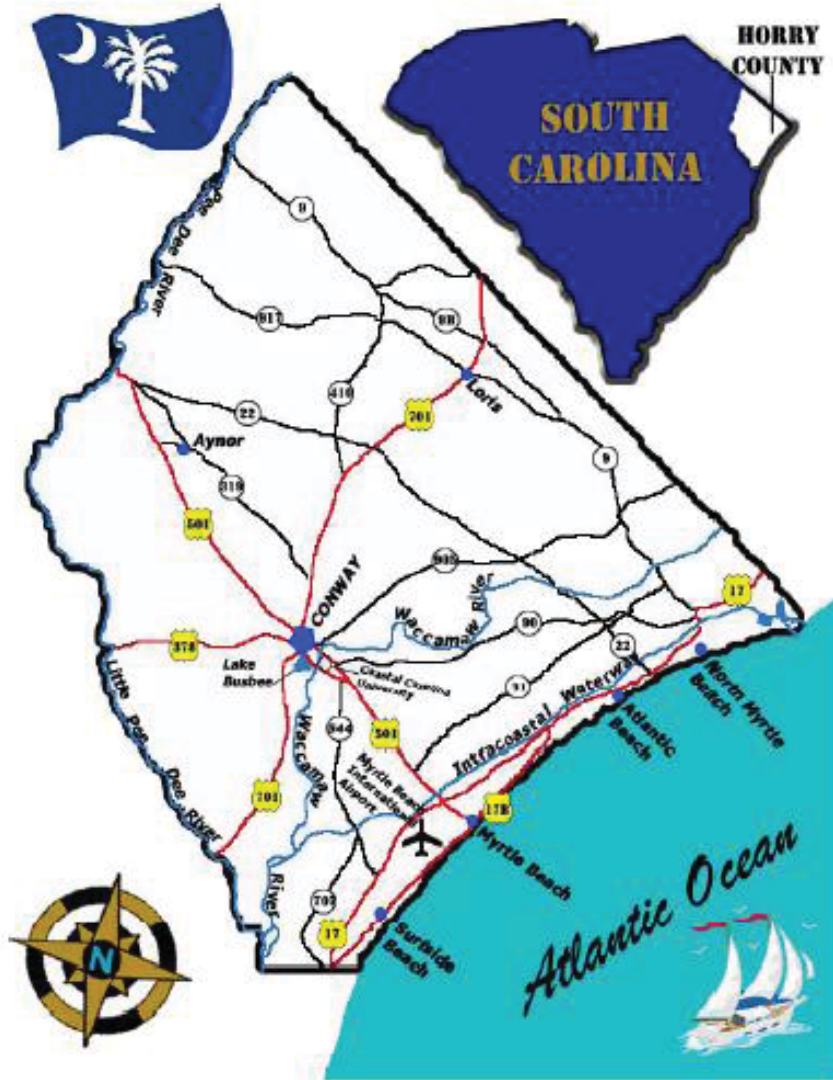 HORRY
COUNTY
SOUTH
CAROLINA
Pee Dee
River
9
917
9B
410
Loris
22
701
Aynor
319
9
501
CONWAY
905
Waccamaw River
90
17
378
Lake
Busbee
Coastal Carolina
University
22
Little Pee Dee River
Waccamaw
River
544
501
31
Intracoastal Waterway
North Myrtle
Beach
Atlantic
Beach
Myrtle Beach
International
Airport
701
17B
Myrtle Beach
707
17
Surfside
Beach
Atlantic Ocean
N